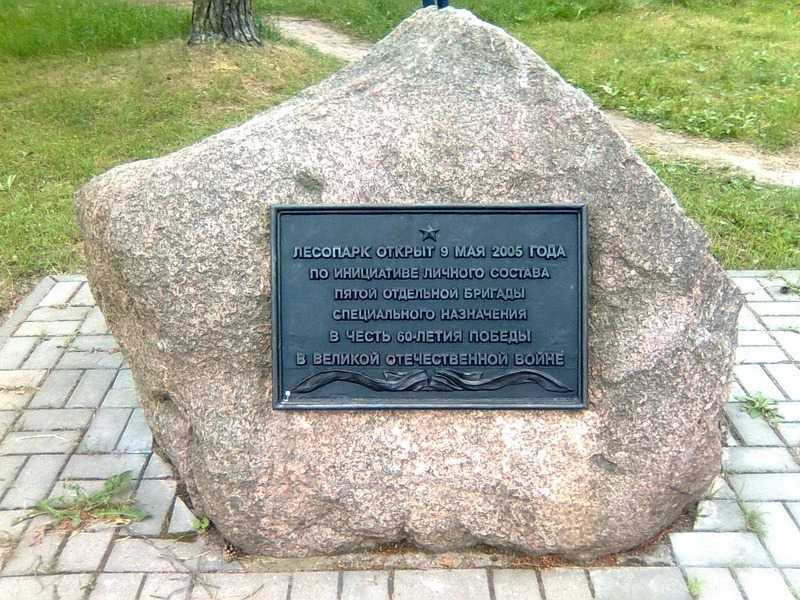 ЛЕСОПАРК ОТКРЫТ 9 МАЯ 2005 ГОДА
ПО ИНИЦИАТИВЕ ЛИЧНОГО СОСТАВА
ПЯТОЙ ОТДЕЛЬНОЙ БРИГАДЫ
СПЕЦИАЛЬНОГО НАЗНАЧЕНИЯ
В ЧЕСТЬ 60-ЛЕТИЯ ПОБЕДЫ
В ВЕЛИКОЙ ОТЕЧЕСТВЕННОЙ ВОЙНЕ